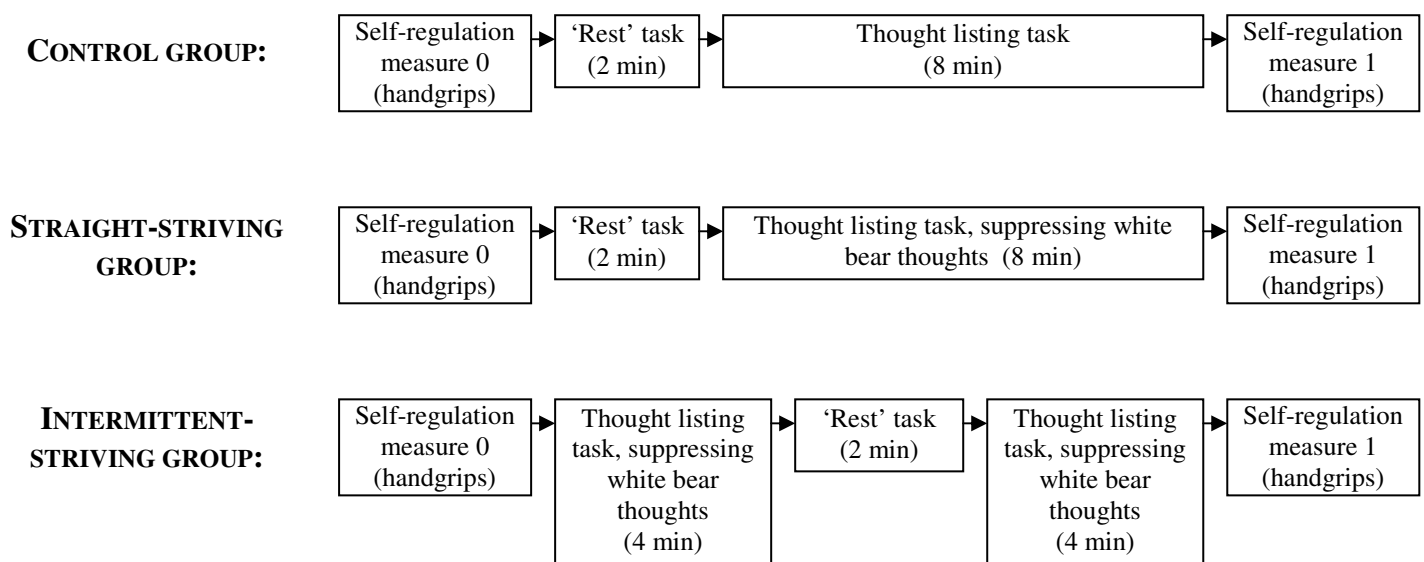 CONTROL GROUP:
Self-regulation
measure 0
(handgrips)
‘Rest’ task
(2 min)
Thought listing task
(8 min)
Self-regulation
measure 1
(handgrips)
STRAIGHT-STRIVING
GROUP:
Self-regulation
measure 0
(handgrips)
‘Rest’ task
(2 min)
Thought listing task, suppressing white
bear thoughts (8 min)
Self-regulation
measure 1
(handgrips)
INTERMITTENT-
STRIVING GROUP:
Self-regulation
measure 0
(handgrips)
Thought listing
task, suppressing
white bear
thoughts
(4 min)
‘Rest’ task
(2 min)
Thought listing
task, suppressing
white bear
thoughts
(4 min)
Self-regulation
measure 1
(handgrips)